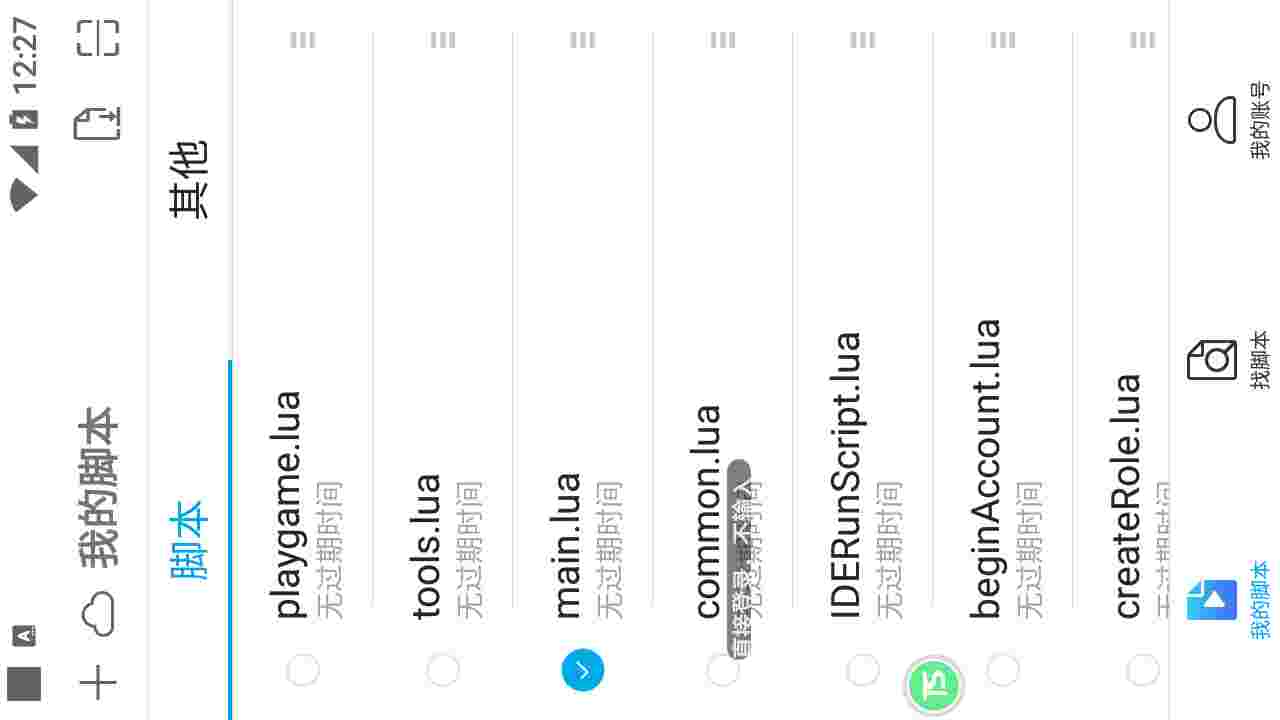 12:27
我的脚本
脚本
其他
playgame.lua
无过期时间
tools.lua
无过期时间
main.lua
无过期时间
common.lua
无过期时间
直接登录
不输入
IDERunScript.lua
无过期时间
beginAccount.lua
无过期时间
createRole.lua
无过期时间
TS
我的脚本
找脚本
我的账号